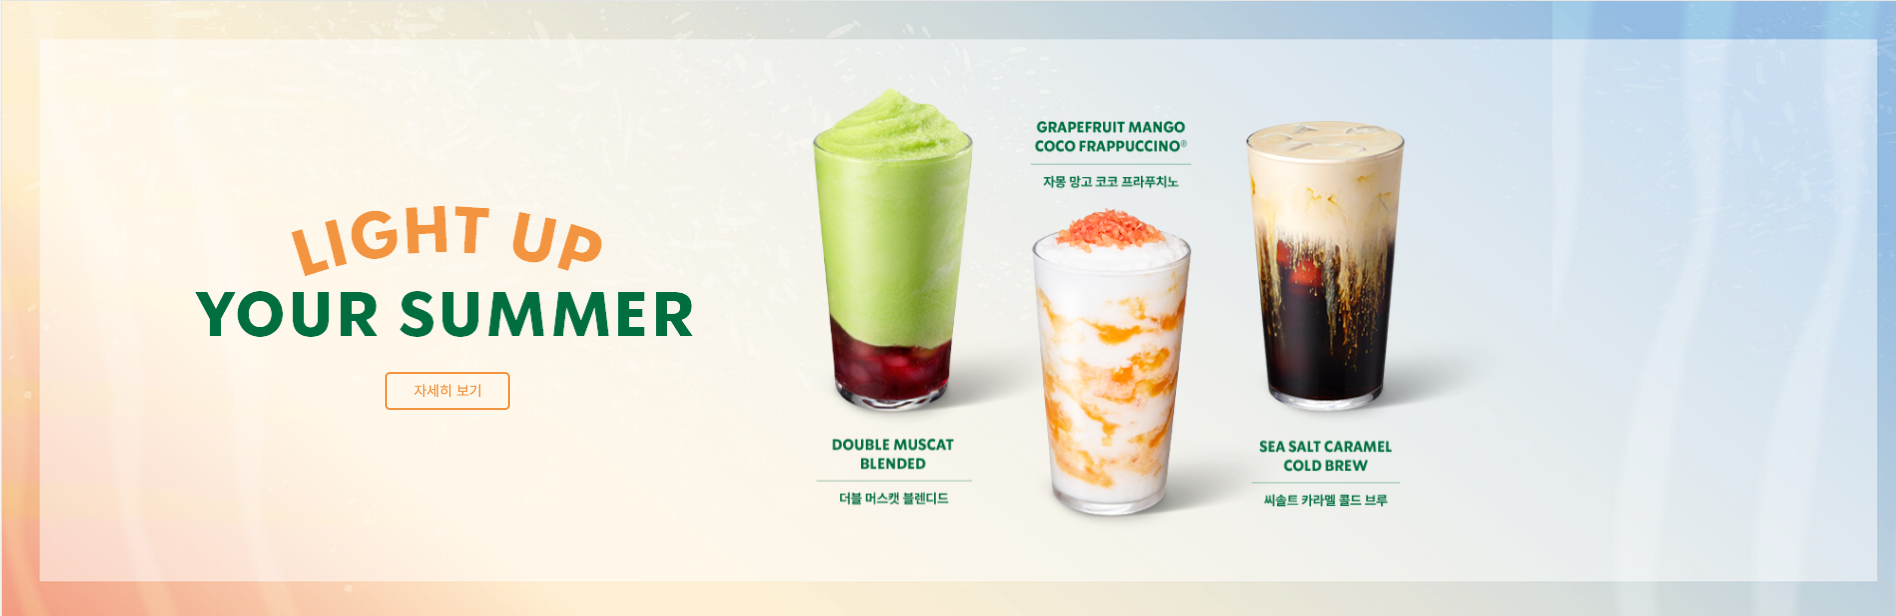 LIGHT UP
YOUR SUMMER
자세히 보기
DOUBLE MUSCAT
BLENDED
더블 머스캣 블렌디드
GRAPEFRUIT MANGO
COCO FRAPPUCCINO®
자몽 망고 코코 프라푸치노
SEA SALT CARAMEL
COLD BREW
씨솔트 카라멜 콜드 브루